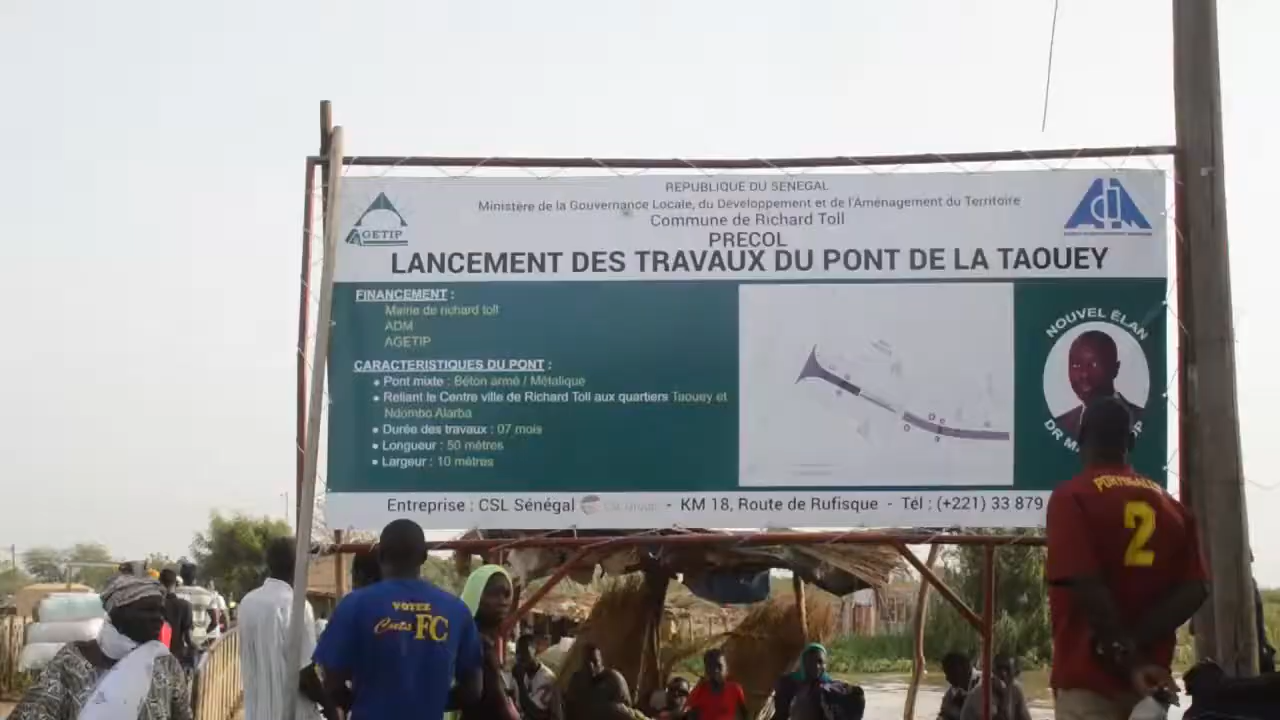 REPUBLIQUE DU SENEGAL
Ministère de la Gouvernance Locale, du Développement et de l'Aménagement du Territoire
Commune de Richard Toll
PRECOL
LANCEMENT DES TRAVAUX DU PONT DE LA TAOUEY
AGETIP
FINANCEMENT :
Mairie de richard toll
ADM
AGETIP
CARACTERISTIQUES DU PONT :
• Pont mixte : Béton armé / Métalique
• Reliant le Centre ville de Richard Toll aux quartiers Taouey et
Ndombo Alarba
• Durée des travaux : 07 mois
• Longueur : 50 mètres
• Largeur : 10 mètres
NOUVEL ÉLAN
DR
Entreprise : CSL Sénégal - KM 18, Route de Rufisque - Tél : (+221) 33 879
VOTEZ
FC
PORTUGAL
2